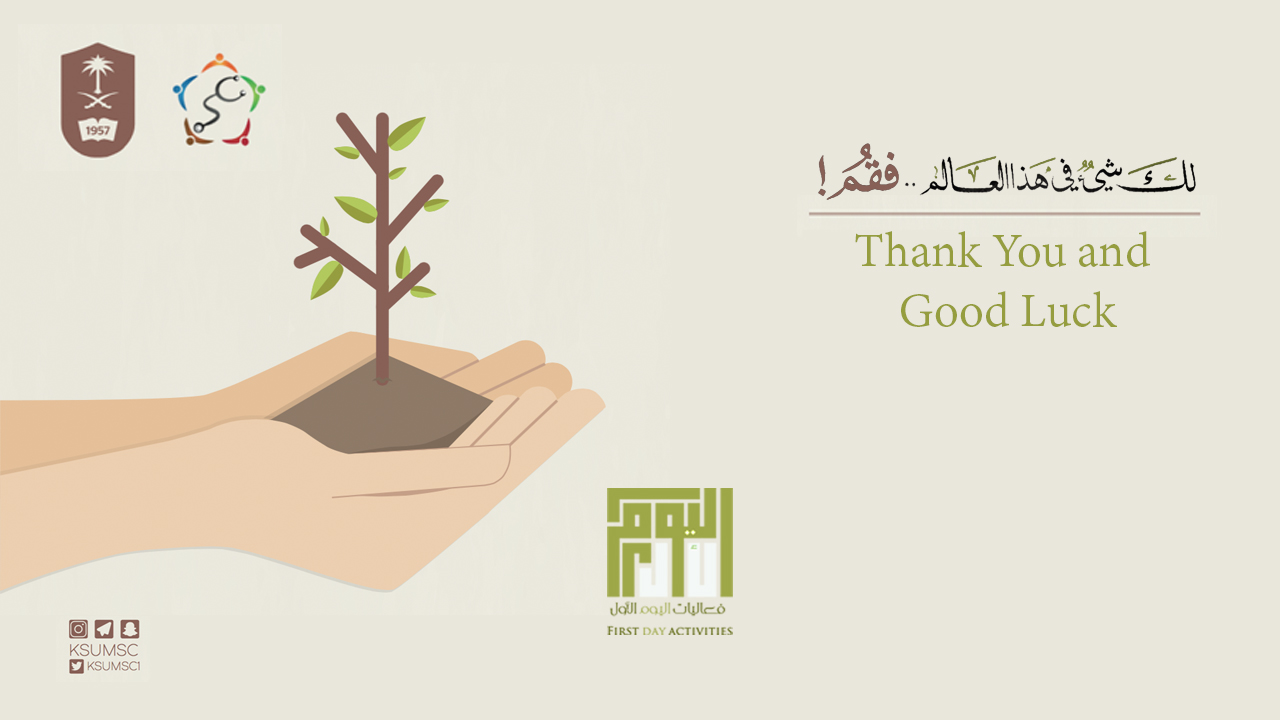 1957
لك شيءٌ في هذا العالم .. فقُم !
Thank You and
Good Luck
اليوم
الأول
فعاليات اليوم الأول
FIRST DAY ACTIVITIES
KSUMSC
KSUMSC1